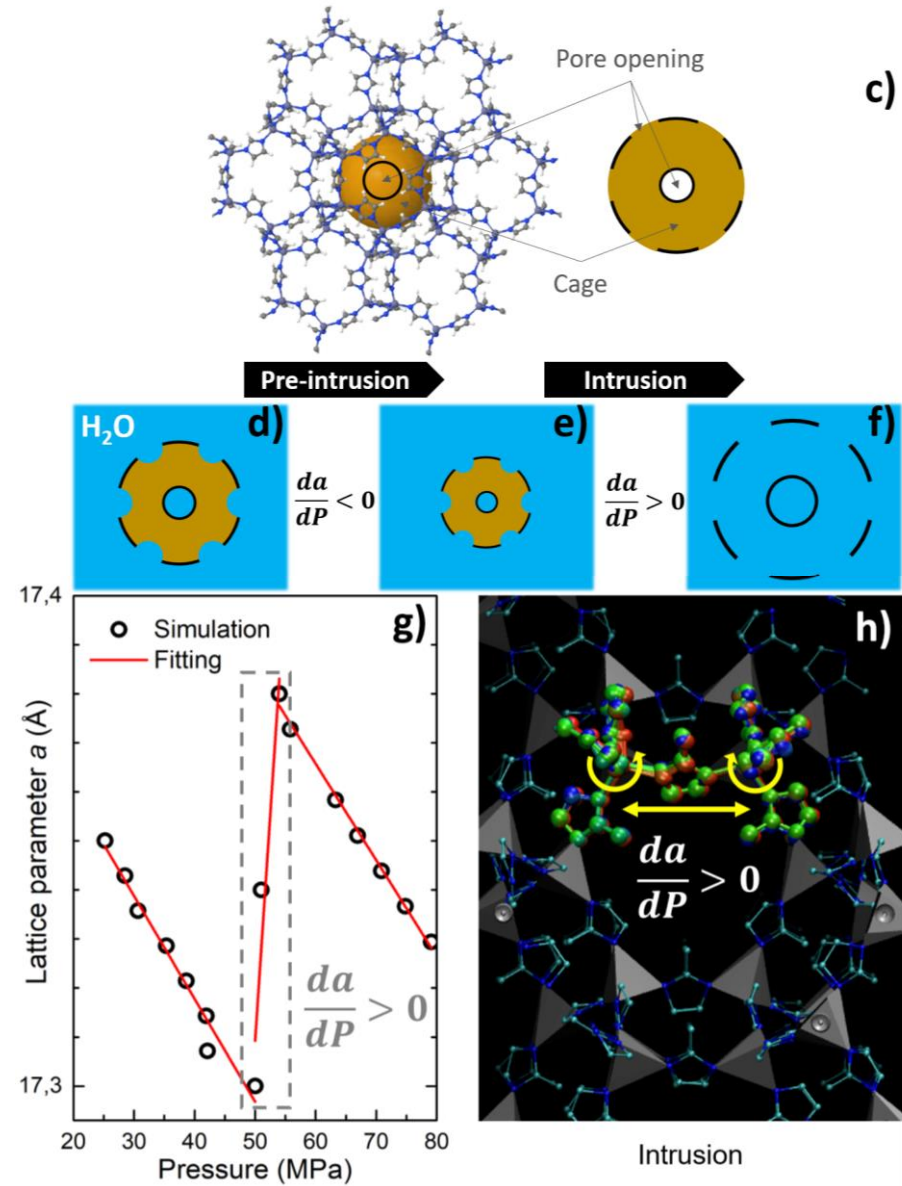 Pore opening
c)
Cage
Pre-intrusion
Intrusion
H₂O
d)
da/dP < 0
e)
da/dP > 0
f)
17,4
g)
Simulation
Fitting
h)
Lattice parameter a (Å)
da/dP > 0
da/dP > 0
17,3
20 30 40 50 60 70 80
Pressure (MPa)
Intrusion